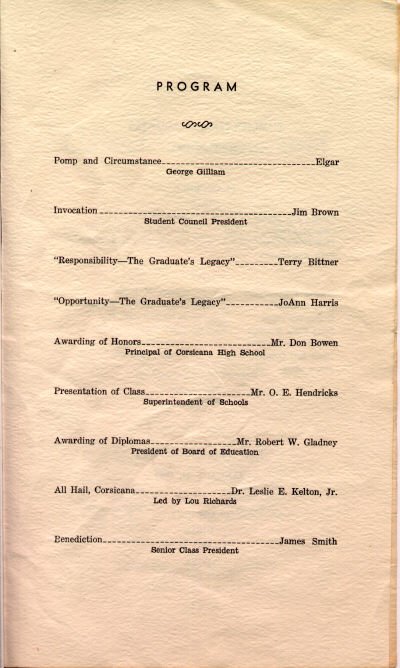 PROGRAM
Pomp and Circumstance Elgar
George Gilliam
Invocation Jim Brown
Student Council President
"Responsibility—The Graduate's Legacy" Terry Bittner
"Opportunity—The Graduate's Legacy" JoAnn Harris
Awarding of Honors Mr. Don Bowen
Principal of Corsicana High School
Presentation of Class Mr. O. E. Hendricks
Superintendent of Schools
Awarding of Diplomas Mr. Robert W. Gladney
President of Board of Education
All Hail, Corsicana Dr. Leslie E. Kelton, Jr.
Led by Lou Richards
Benediction James Smith
Senior Class President